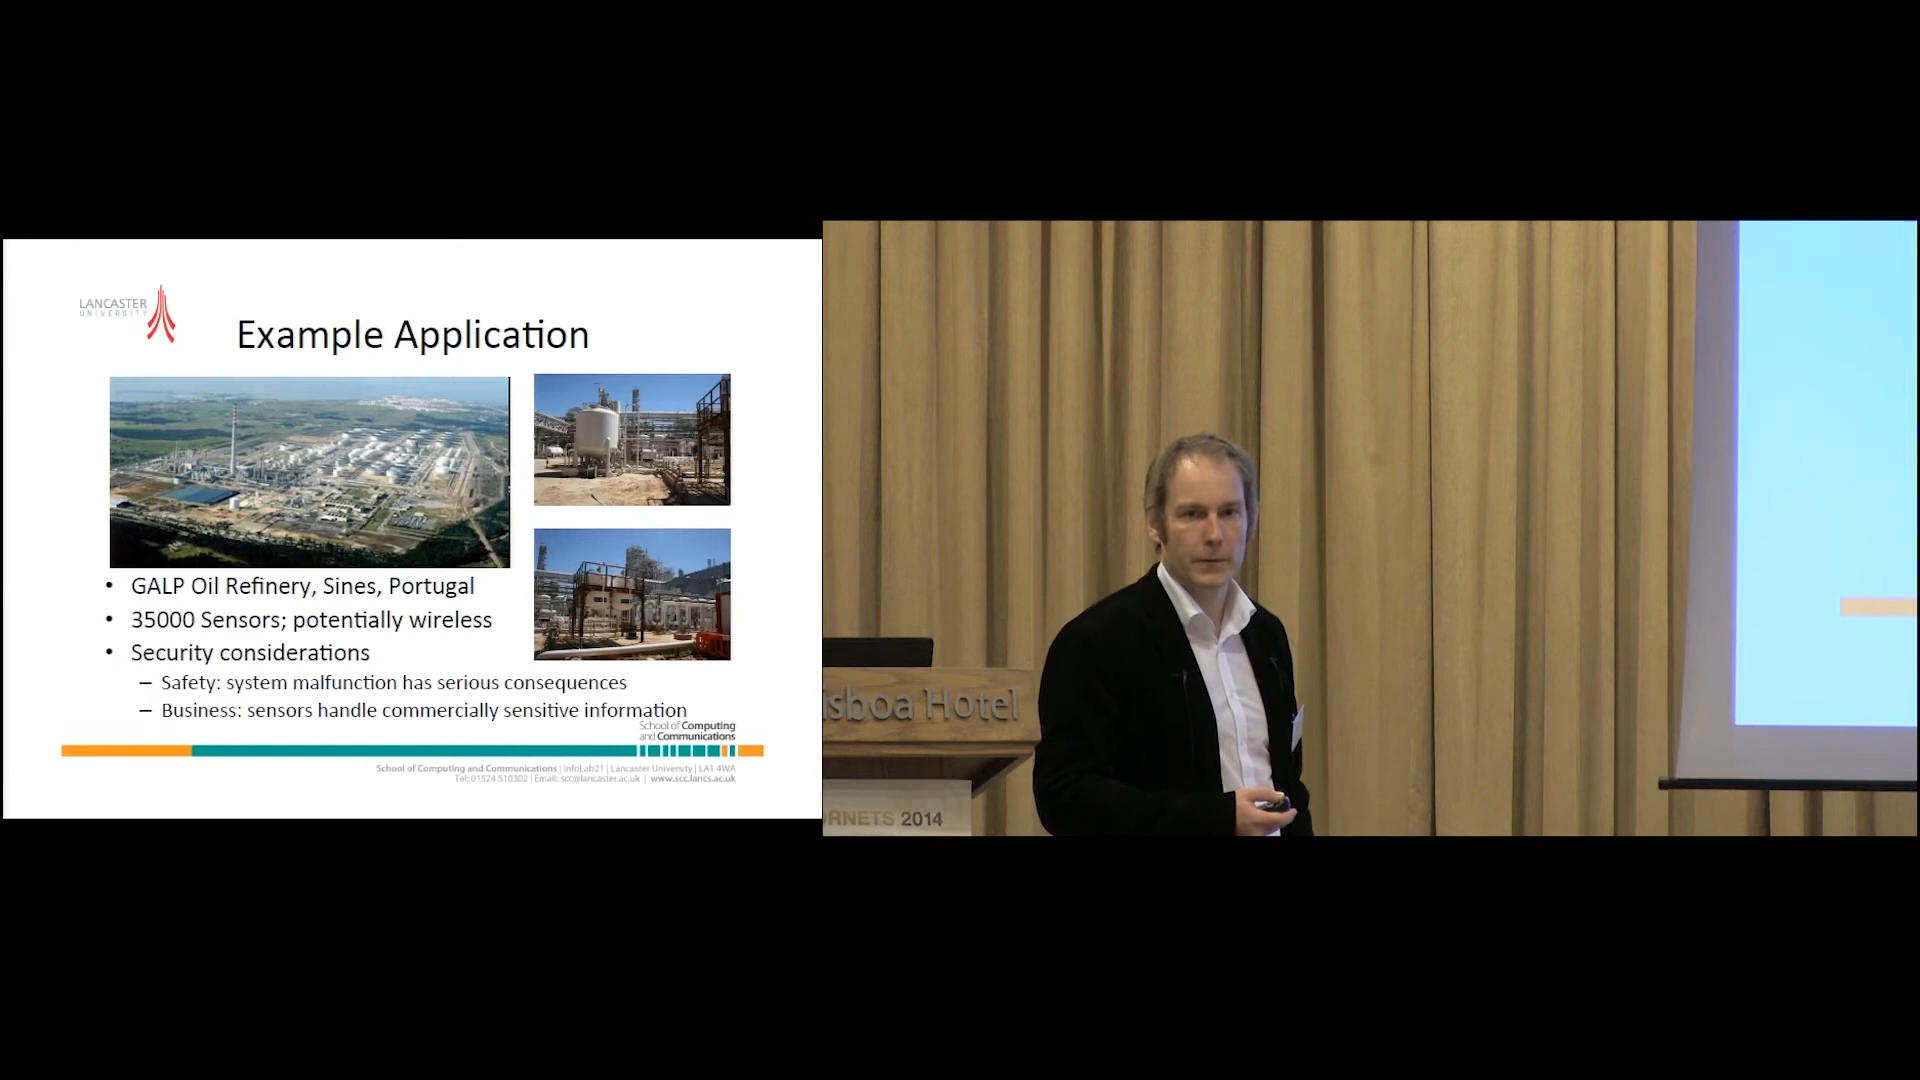 LANCASTER
UNIVERSITY
Example Application
• GALP Oil Refinery, Sines, Portugal
• 35000 Sensors; potentially wireless
• Security considerations
– Safety: system malfunction has serious consequences
– Business: sensors handle commercially sensitive information
School of Computing
and Communications
School of Computing and Communications | InfoLab21 | Lancaster University | LA1 4WA
Tel: 01524 510302 | Email: scc@lancaster.ac.uk | www.scc.lancs.ac.uk
isboa Hotel
RNETS 2014